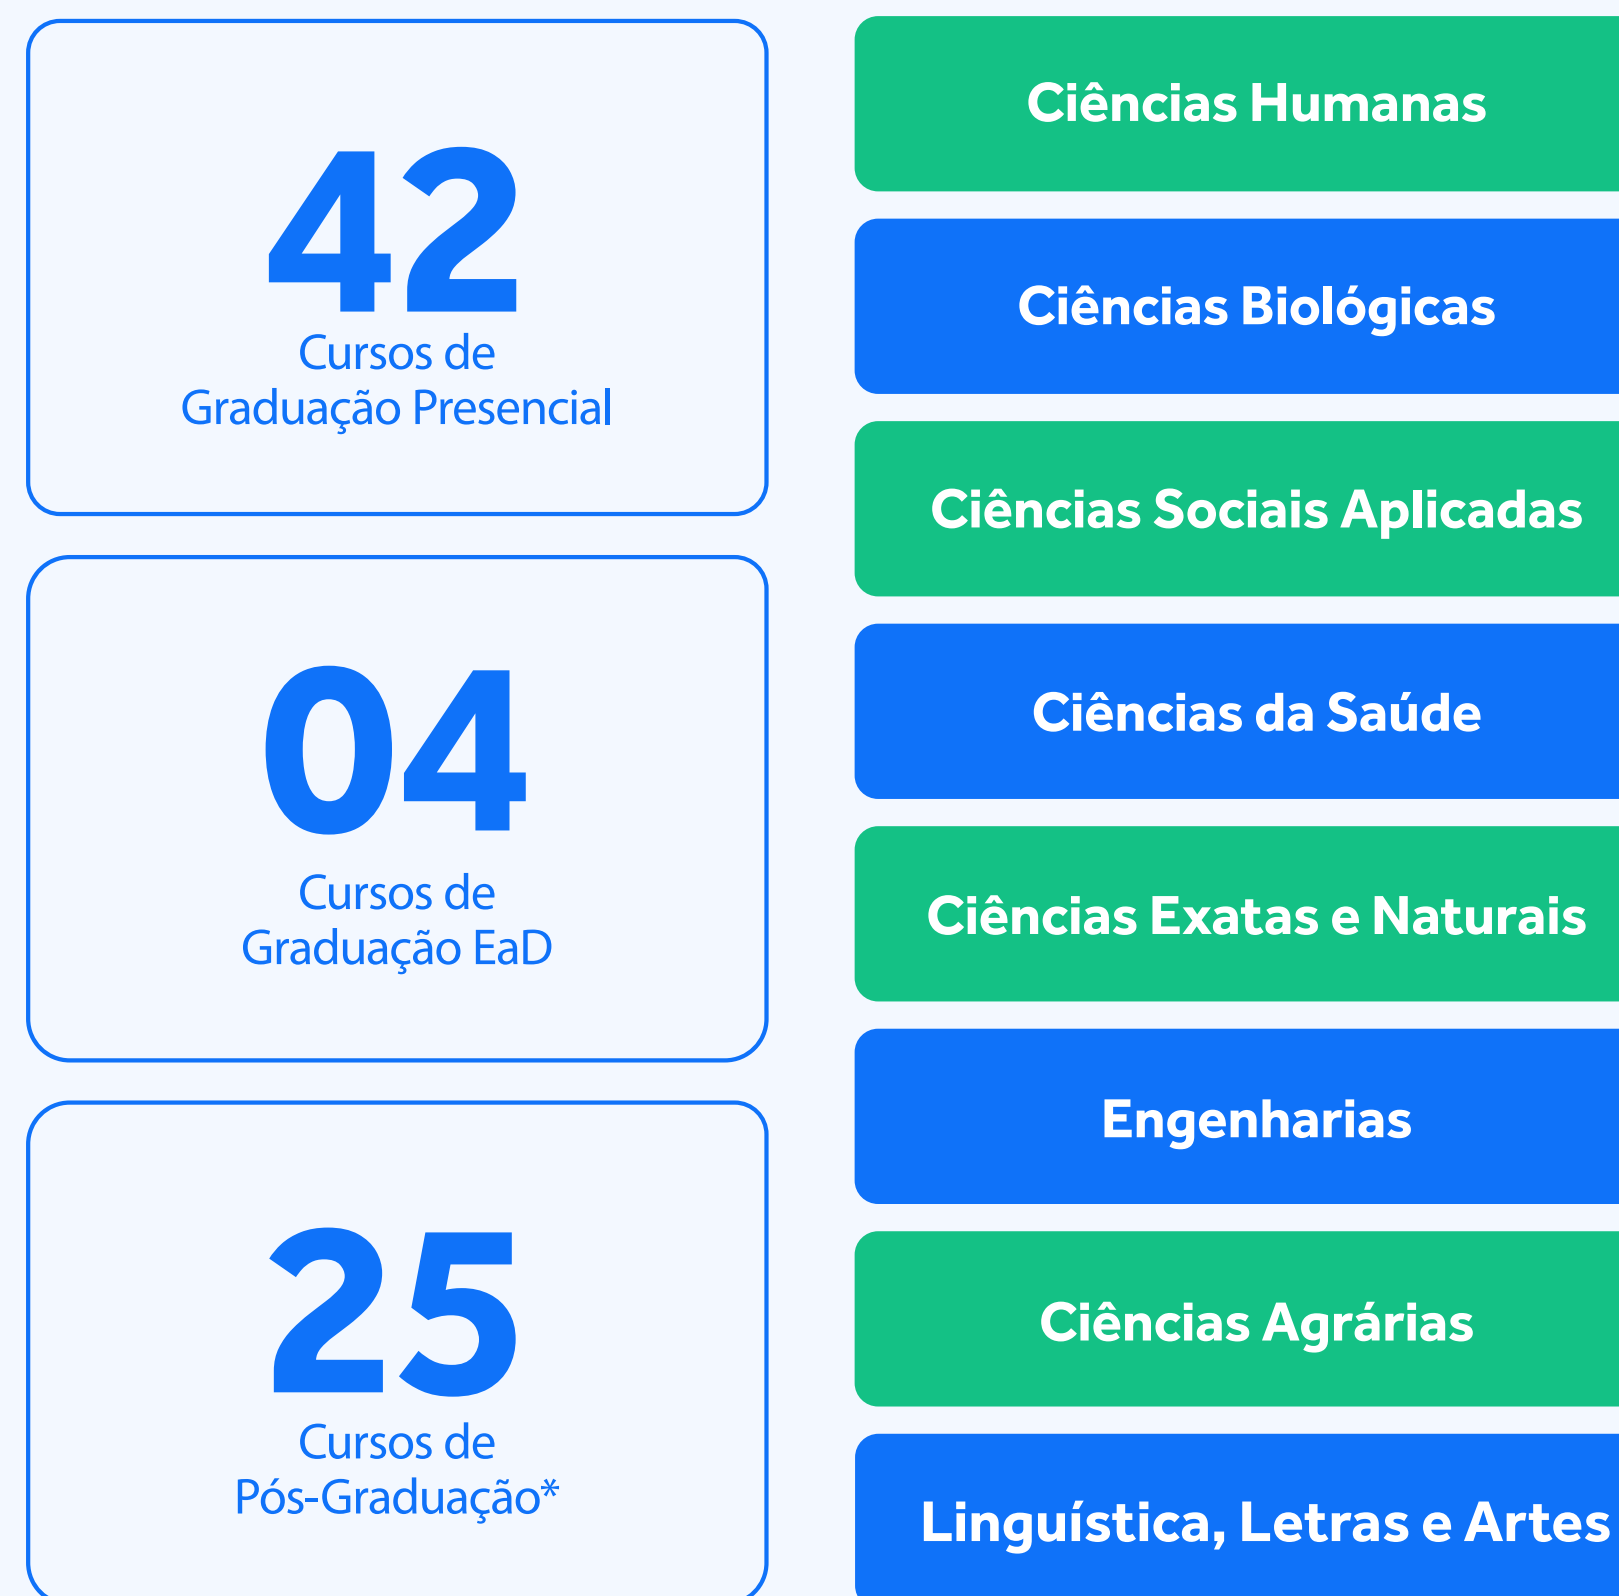 42
Cursos de
Graduação Presencial
04
Cursos de
Graduação EaD
25
Cursos de
Pós-Graduação*
Ciências Humanas
Ciências Biológicas
Ciências Sociais Aplicadas
Ciências da Saúde
Ciências Exatas e Naturais
Engenharias
Ciências Agrárias
Linguística, Letras e Artes